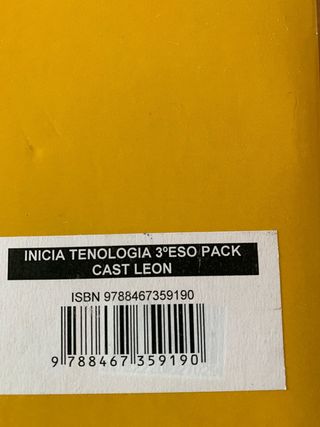 INICIA TENOLOGIA 3ºESO PACK
CAST LEON
ISBN 9788467359190
9 788467 359190